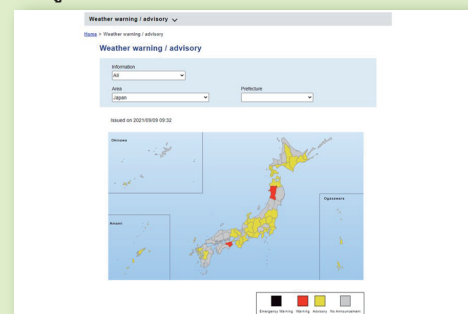 Weather warning / advisory
Home > Weather warning / advisory
Weather warning / advisory
Information
All
Area
Prefecture
Japan
Issued on 2021/09/09 09:32
Okinawa
Ogasawara
Amami
Emergency Warning Warning Advisory No Announcement